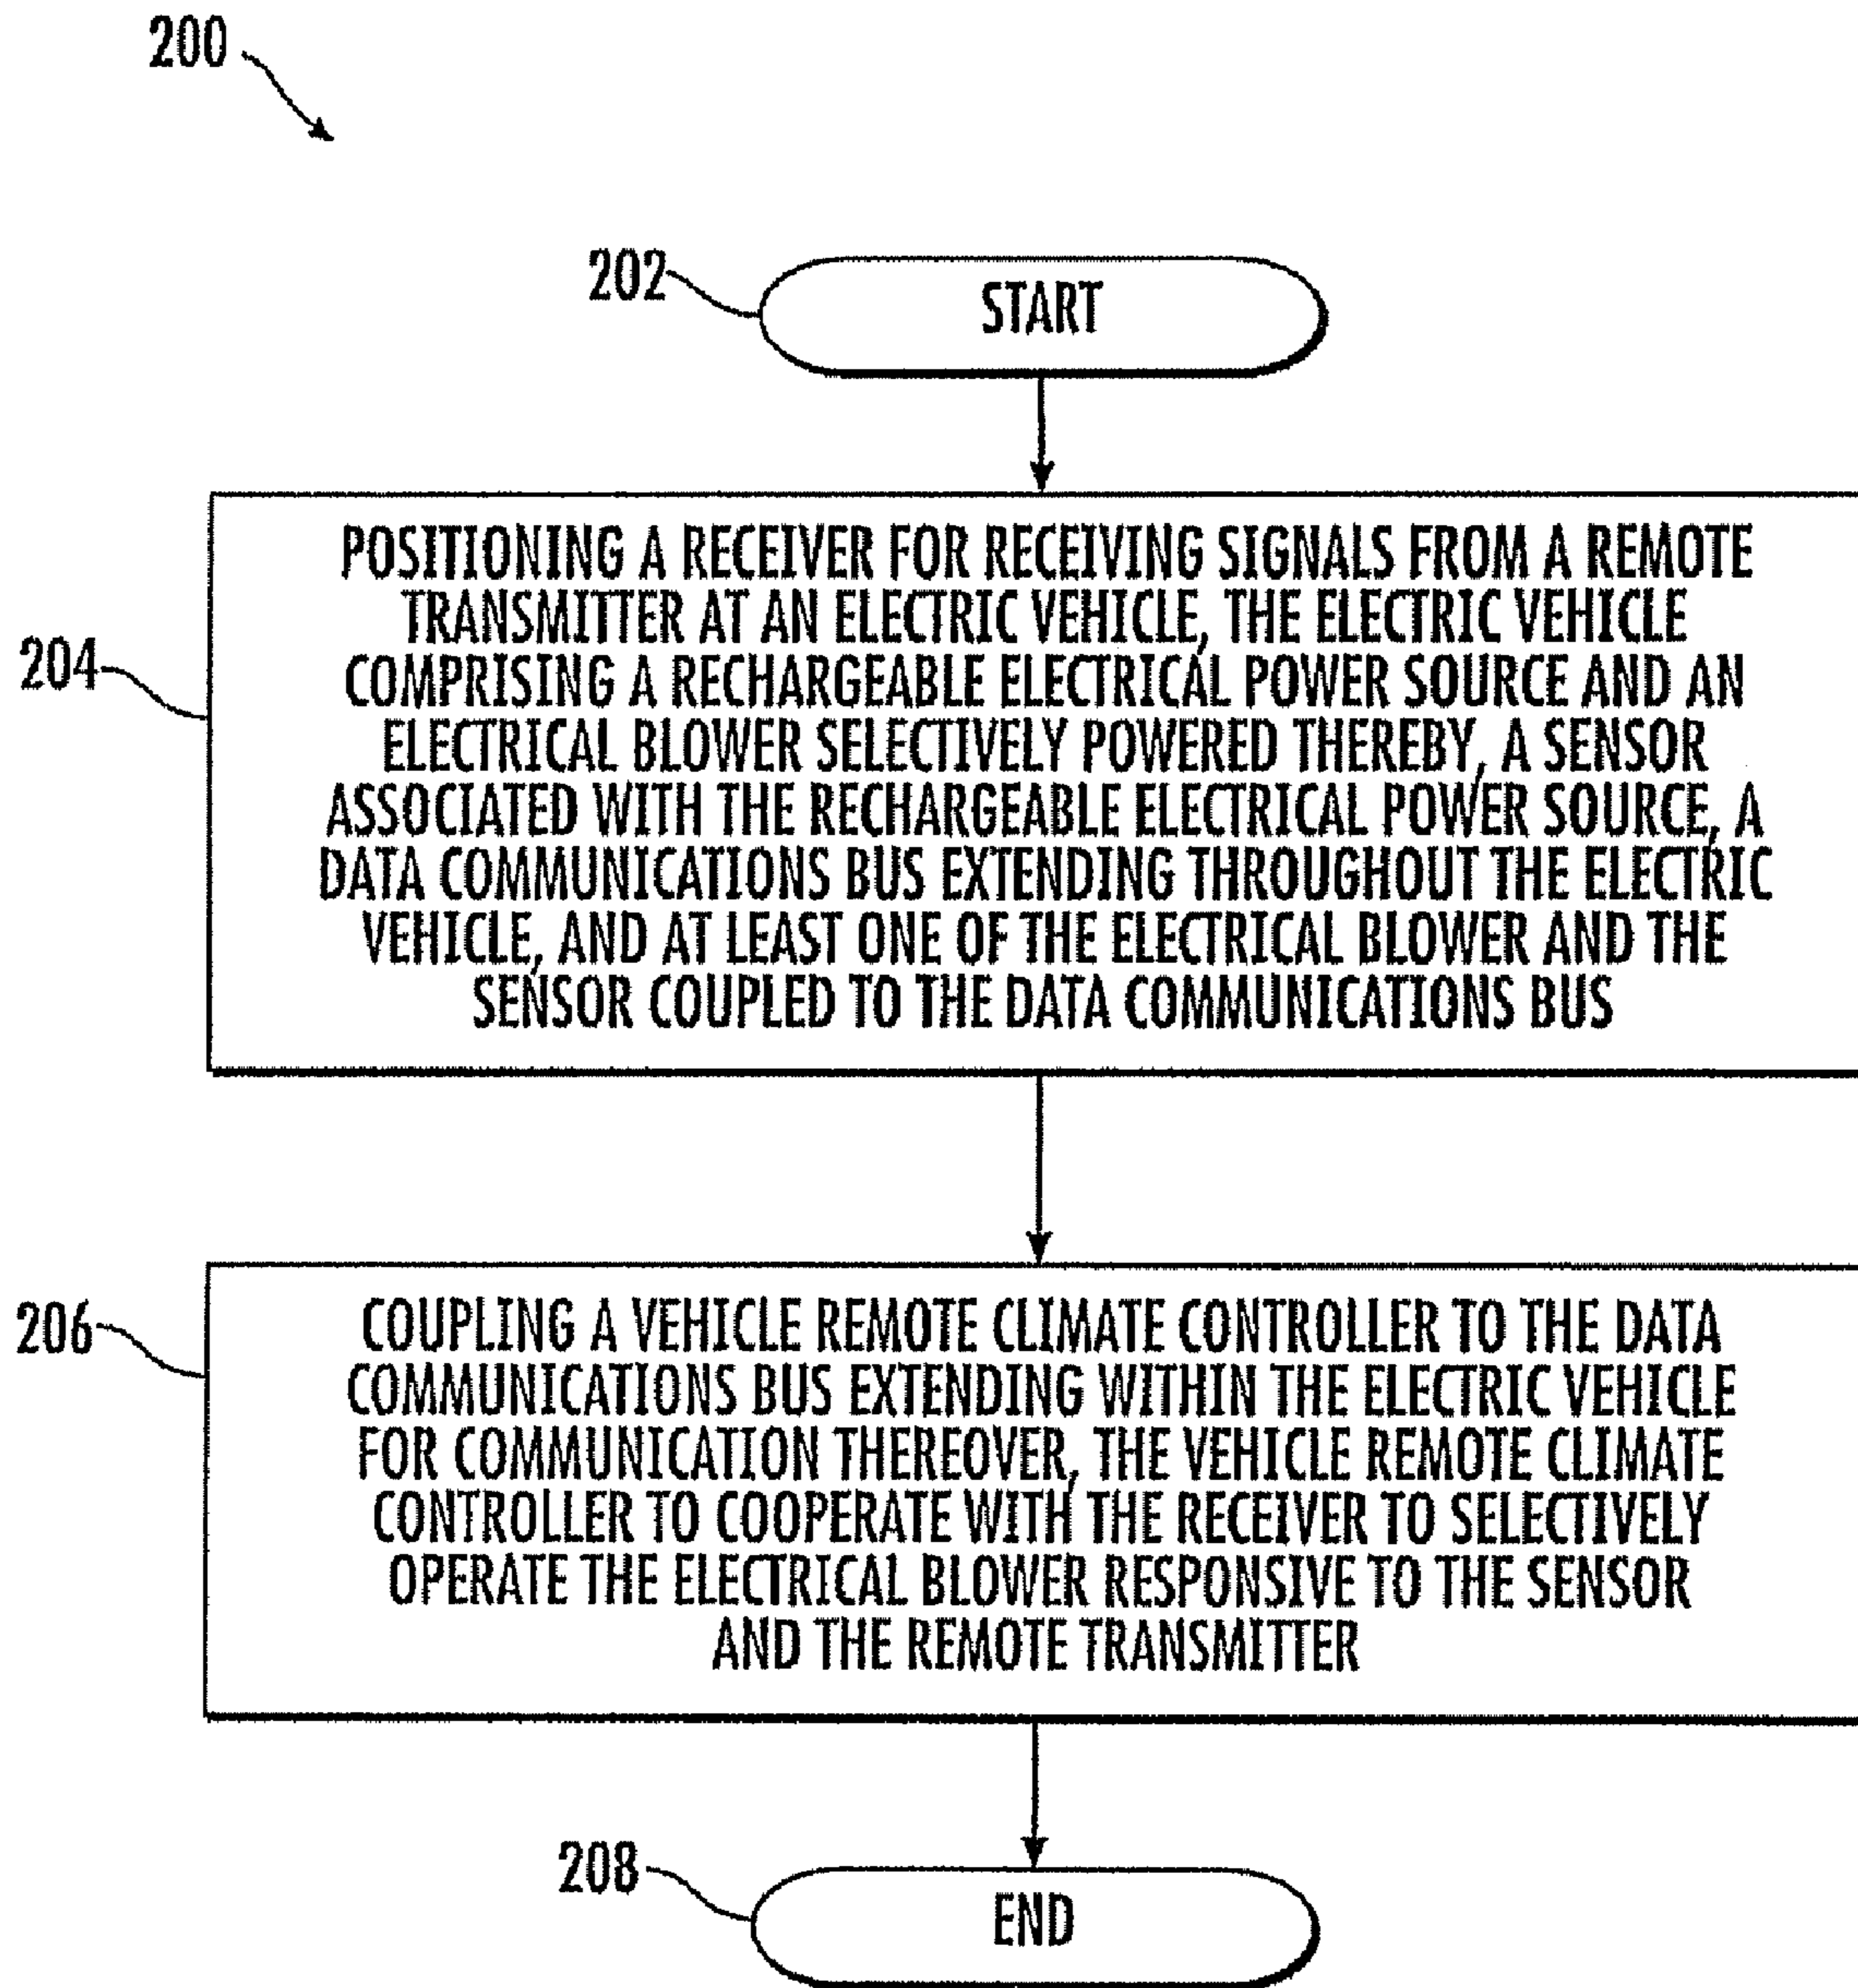 200
202
START
204
POSITIONING A RECEIVER FOR RECEIVING SIGNALS FROM A REMOTE
TRANSMITTER AT AN ELECTRIC VEHICLE, THE ELECTRIC VEHICLE
COMPRISING A RECHARGEABLE ELECTRICAL POWER SOURCE AND AN
ELECTRICAL BLOWER SELECTIVELY POWERED THEREBY, A SENSOR
ASSOCIATED WITH THE RECHARGEABLE ELECTRICAL POWER SOURCE, A
DATA COMMUNICATIONS BUS EXTENDING THROUGHOUT THE ELECTRIC
VEHICLE, AND AT LEAST ONE OF THE ELECTRICAL BLOWER AND THE
SENSOR COUPLED TO THE DATA COMMUNICATIONS BUS
206
COUPLING A VEHICLE REMOTE CLIMATE CONTROLLER TO THE DATA
COMMUNICATIONS BUS EXTENDING WITHIN THE ELECTRIC VEHICLE
FOR COMMUNICATION THEREOVER, THE VEHICLE REMOTE CLIMATE
CONTROLLER TO COOPERATE WITH THE RECEIVER TO SELECTIVELY
OPERATE THE ELECTRICAL BLOWER RESPONSIVE TO THE SENSOR
AND THE REMOTE TRANSMITTER
208
END